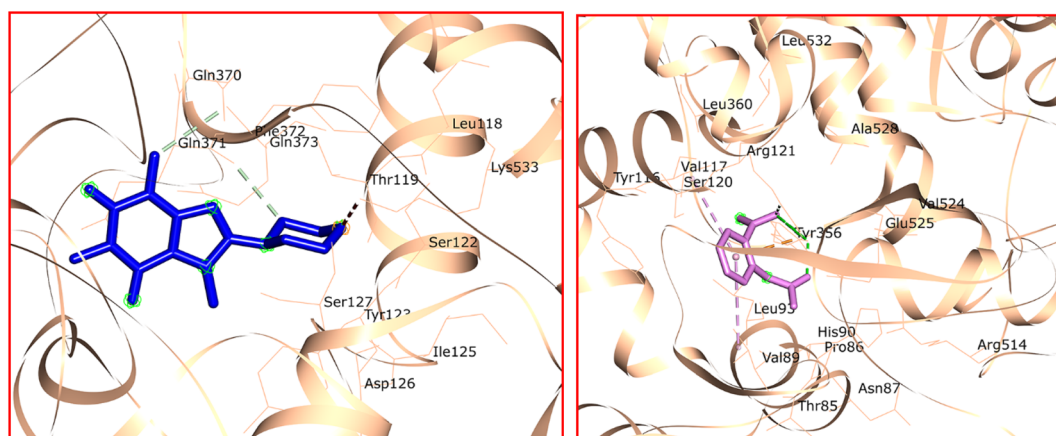 Gln370
Gln371
Phe372
Gln373
Leu118
Lys533
Thr119
Ser122
Ser127
Tyr123
Ile125
Asp126
Leu532
Leu360
Ala528
Arg121
Val117
Tyr116
Ser120
Val524
Glu525
Tyr356
Leu93
His90
Val89
Pro86
Arg514
Asn87
Thr85